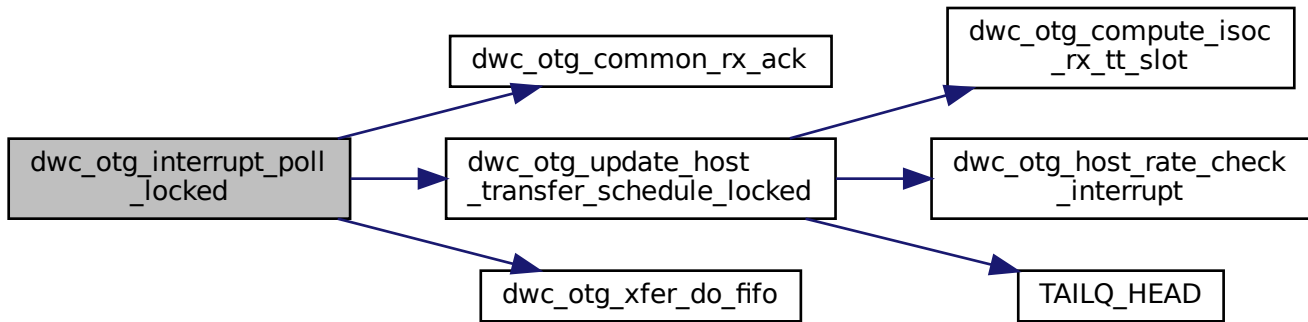 dwc_otg_interrupt_poll
_locked
dwc_otg_common_rx_ack
dwc_otg_update_host
_transfer_schedule_locked
dwc_otg_xfer_do_fifo
dwc_otg_compute_isoc
_rx_tt_slot
dwc_otg_host_rate_check
_interrupt
TAILQ_HEAD